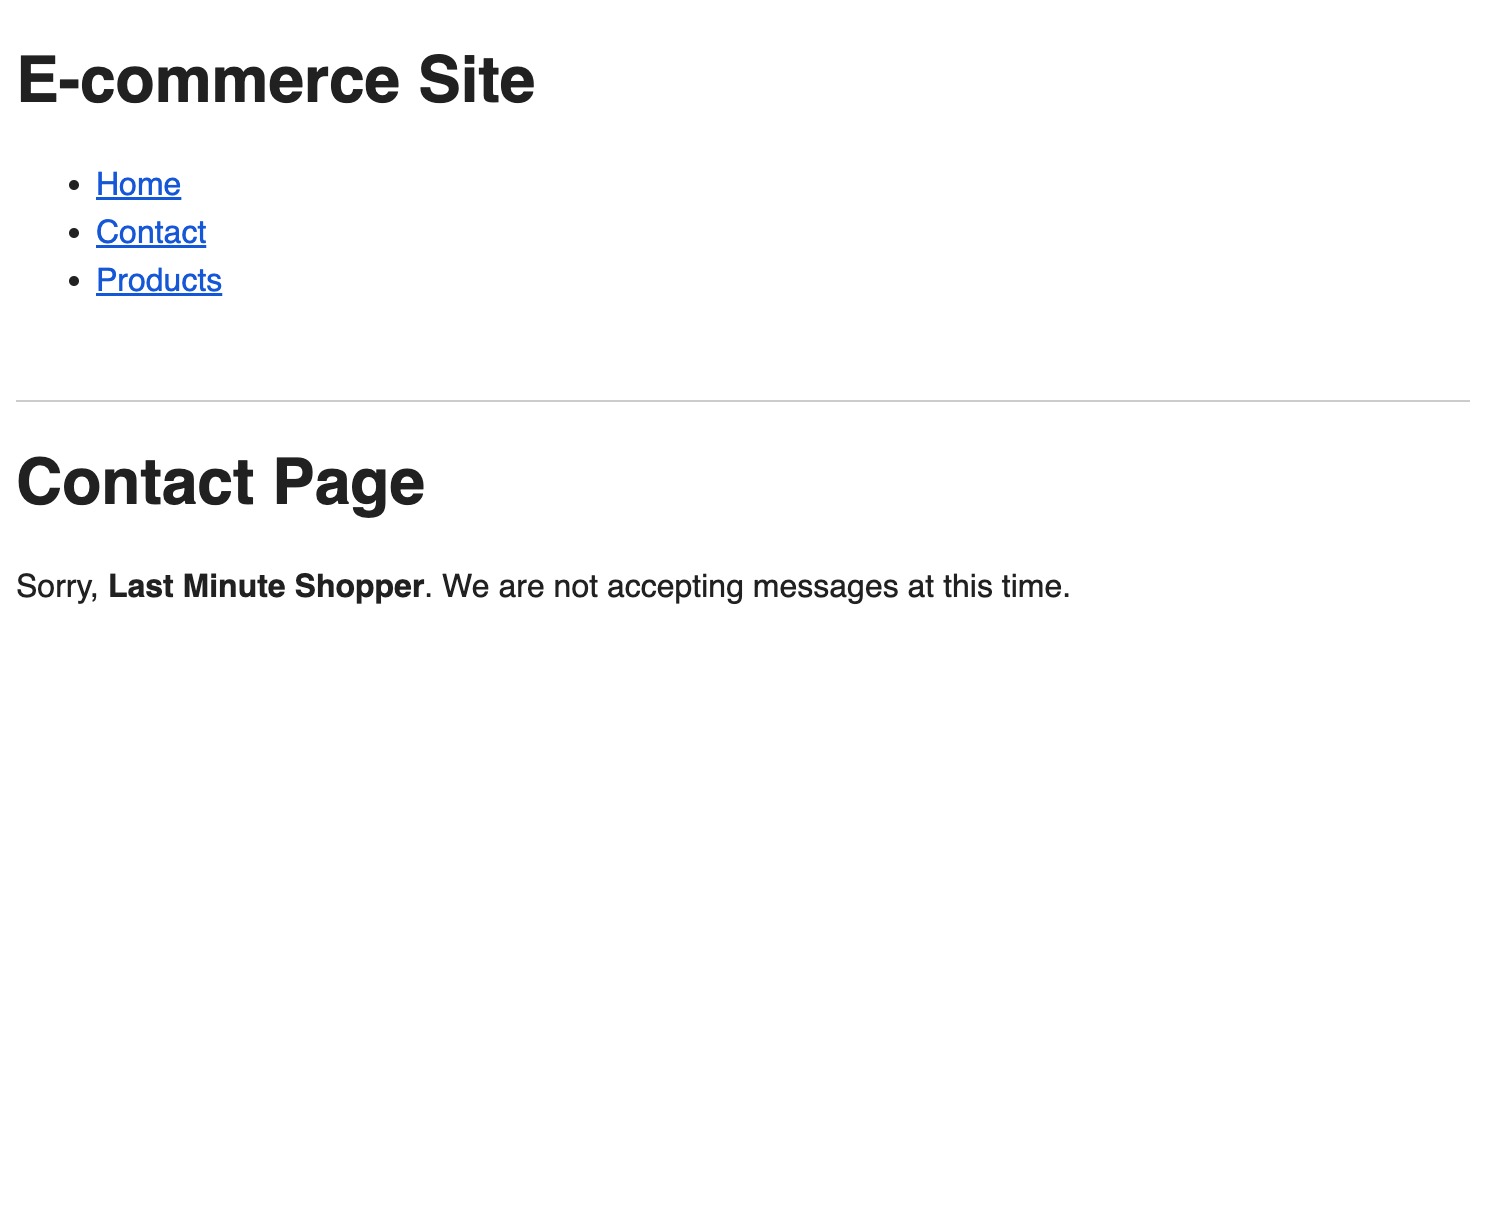 E-commerce Site
Home
Contact
Products
Contact Page
Sorry, Last Minute Shopper. We are not accepting messages at this time.